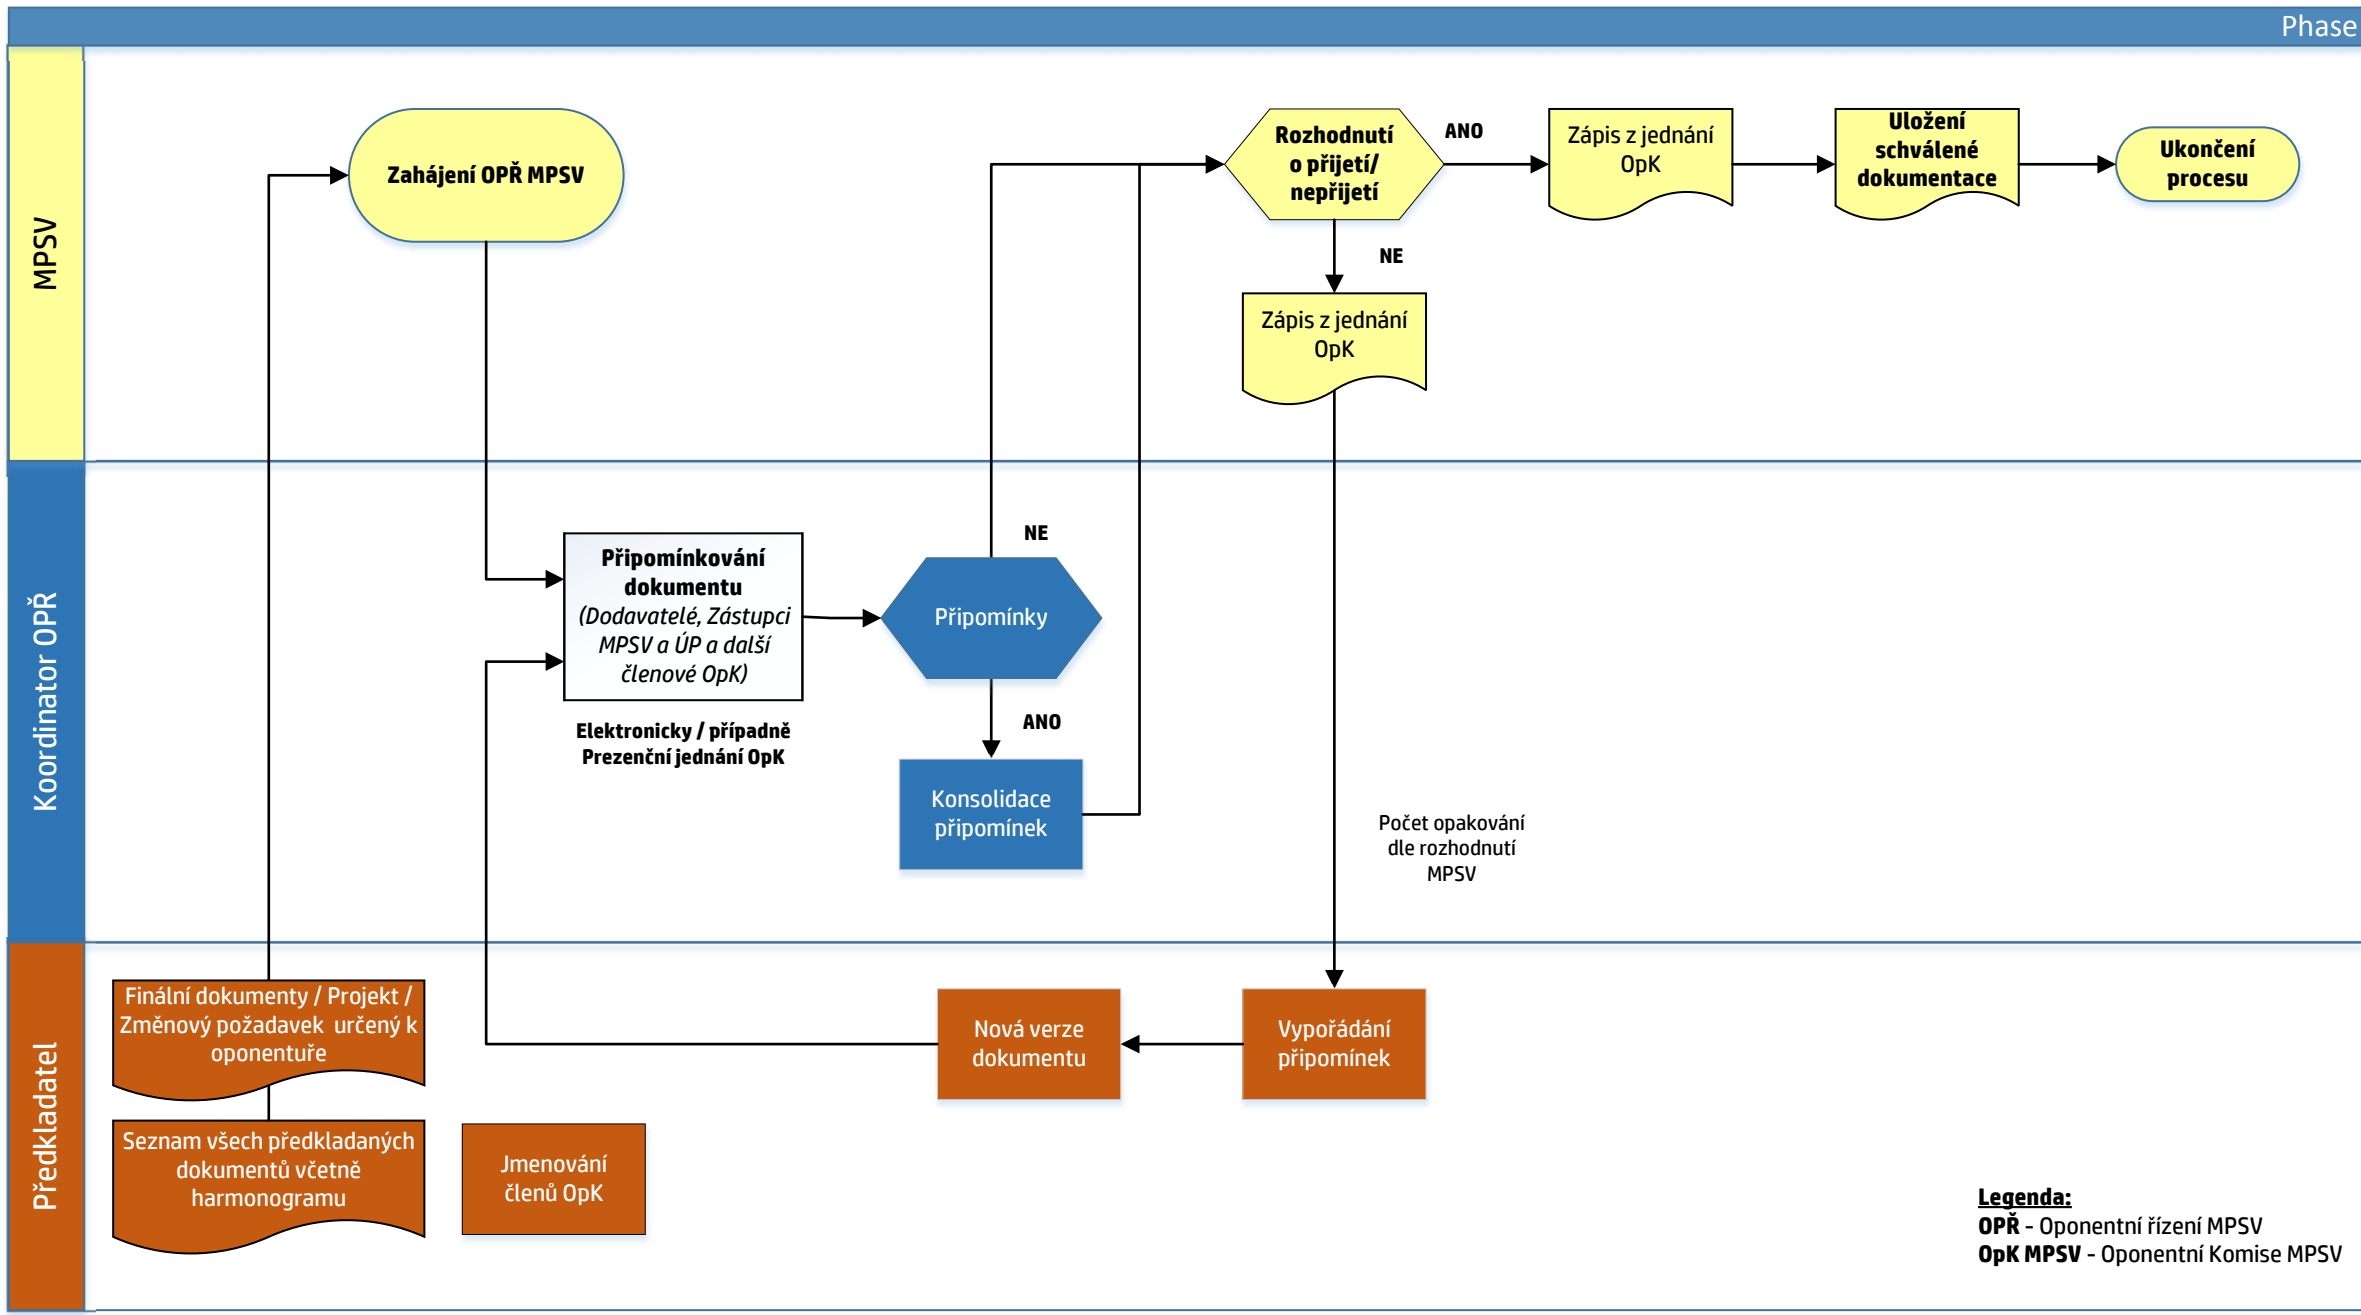 Phase
MPSV
Zahájení OPŘ MPSV
Rozhodnutí
o přijetí/
nepřijetí
ANO
Zápis z jednání
OpK
Uložení
schválené
dokumentace
Ukončení
procesu
NE
Zápis z jednání
OpK
Koordinator OPŘ
Připomínkování
dokumentu
(Dodavatelé, Zástupci
MPSV a ÚP a další
členové OpK)
Elektronicky / případně
Prezenční jednání OpK
NE
Připomínky
ANO
Konsolidace
připomínek
Počet opakování
dle rozhodnutí
MPSV
Předkladatel
Finální dokumenty / Projekt /
Změnový požadavek určený k
oponentuře
Seznam všech předkladaných
dokumentů včetně
harmonogramu
Jmenování
členů OpK
Nová verze
dokumentu
Vypořádání
připomínek
Legenda:
OPŘ - Oponentní řízení MPSV
OpK MPSV - Oponentní Komise MPSV